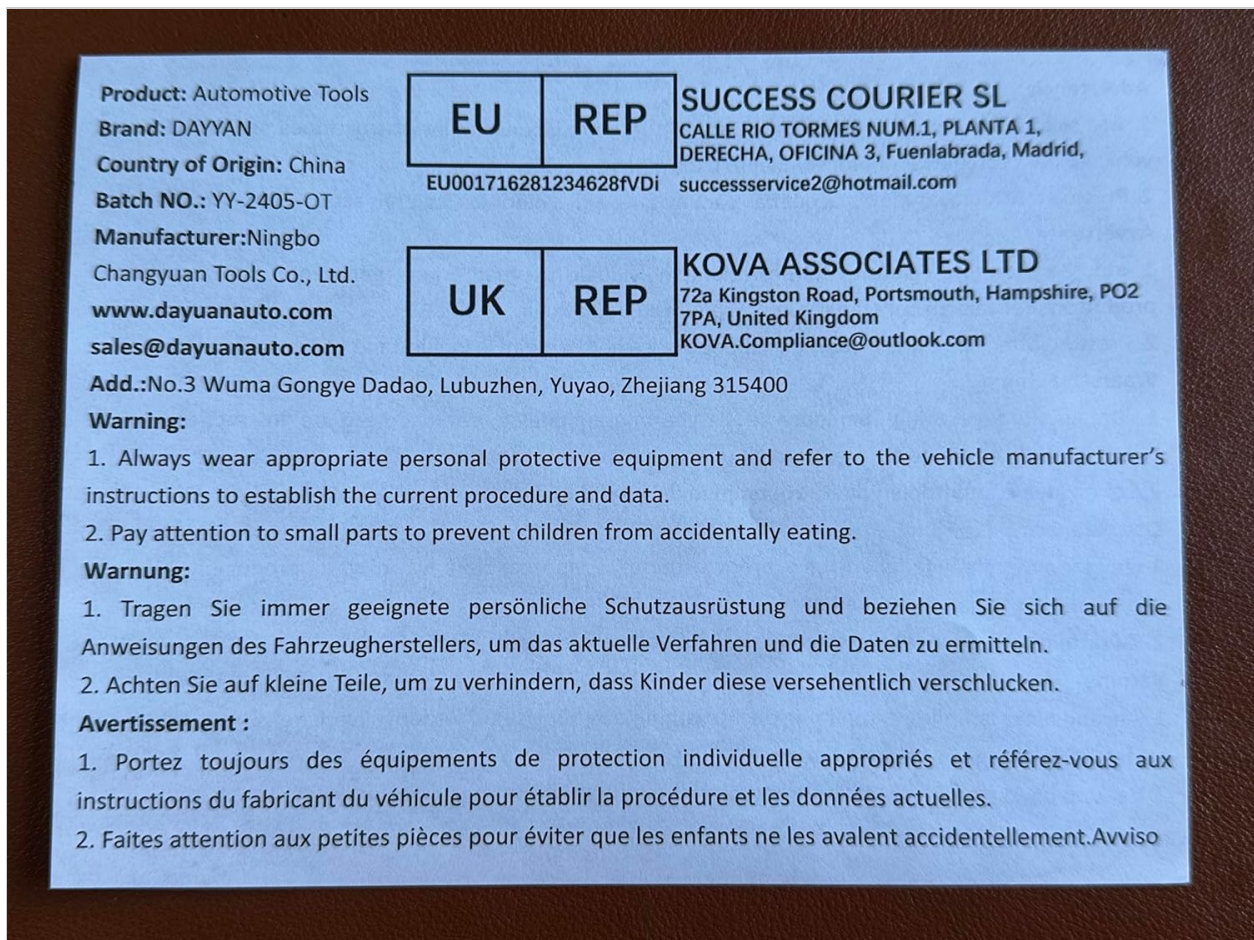 Product: Automotive Tools
Brand: DAYYAN
Country of Origin: China
Batch NO.: YY-2405-OT
Manufacturer:Ningbo
Changyuan Tools Co., Ltd.
www.dayuanauto.com
sales@dayuanauto.com
EU REP
EU001716281234628fVDi
SUCCESS COURIER SL
CALLE RIO TORMES NUM.1, PLANTA 1,
DERECHA, OFICINA 3, Fuenlabrada, Madrid,
successservice2@hotmail.com
UK REP
KOVA ASSOCIATES LTD
72a Kingston Road, Portsmouth, Hampshire, PO2
7PA, United Kingdom
KOVA.Compliance@outlook.com
Add.:No.3 Wuma Gongye Dadao, Lubuzhen, Yuyao, Zhejiang 315400
Warning:
1. Always wear appropriate personal protective equipment and refer to the vehicle manufacturer's
instructions to establish the current procedure and data.
2. Pay attention to small parts to prevent children from accidentally eating.
Warnung:
1. Tragen Sie immer geeignete persönliche Schutzausrüstung und beziehen Sie sich auf die
Anweisungen des Fahrzeugherstellers, um das aktuelle Verfahren und die Daten zu ermitteln.
2. Achten Sie auf kleine Teile, um zu verhindern, dass Kinder diese versehentlich verschlucken.
Avertissement :
1. Portez toujours des équipements de protection individuelle appropriés et référez-vous aux
instructions du fabricant du véhicule pour établir la procédure et les données actuelles.
2. Faites attention aux petites pièces pour éviter que les enfants ne les avalent accidentellement.Avviso